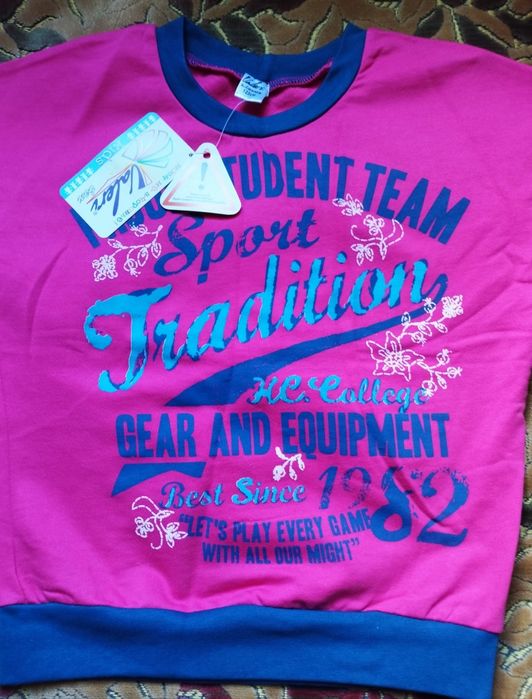 STUDENT TEAM
Sport
Tradition
H.C. College
GEAR AND EQUIPMENT
Best Since 1982
"LET'S PLAY EVERY GAME
WITH ALL OUR MIGHT"
Valeri